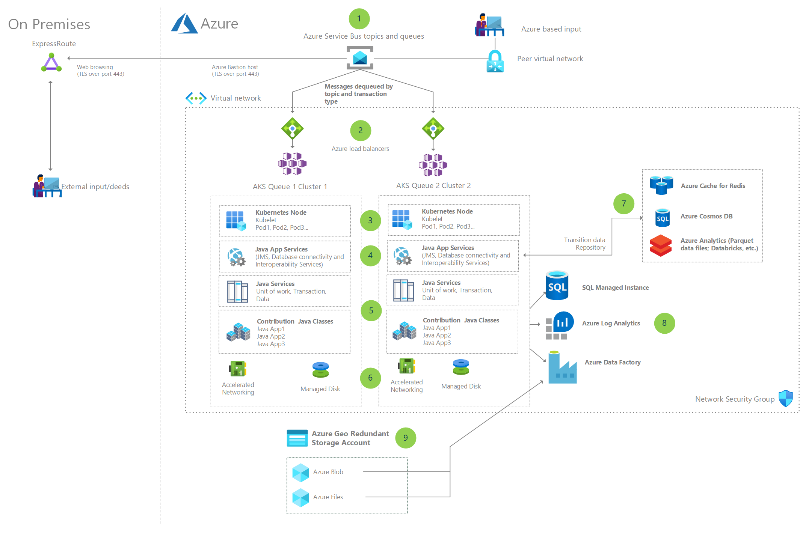 On Premises
Azure
1
Azure Service Bus topics and queues
Azure based input
ExpressRoute
Web browsing
(TLS over port 443)
Azure Bastion host
(TLS over port 443)
Peer virtual network
Messages dequeued by
topic and transaction
type
Virtual network
2
Azure load balancers
External input/deeds
AKS Queue 1 Cluster 1
AKS Queue 2 Cluster 2
Kubernetes Node
Kubelet
Pod1, Pod2, Pod3...
3
Kubernetes Node
Kubelet
Pod1, Pod2, Pod3...
7
Azure Cache for Redis
Azure Cosmos DB
Azure Analytics (Parquet
data files; Databricks, etc.)
Transition data
Repository
Java App Services
(JMS, Database connectivity and
Interoperability Services)
4
Java App Services
(JMS, Database connectivity and
Interoperability Services)
Java Services
Unit of work, Transaction,
Data
Java Services
Unit of work, Transaction,
Data
SQL
SQL
SQL Managed Instance
5
Contribution Java Classes
Java App1
Java App2
Java App3
Contribution Java Classes
Java App1
Java App2
Java App3
Azure Log Analytics
8
Azure Data Factory
6
Accelerated
Networking
Managed Disk
Accelerated
Networking
Managed Disk
Network Security Group
Azure Geo Redundant
Storage Account
9
Azure Blob
Azure Files